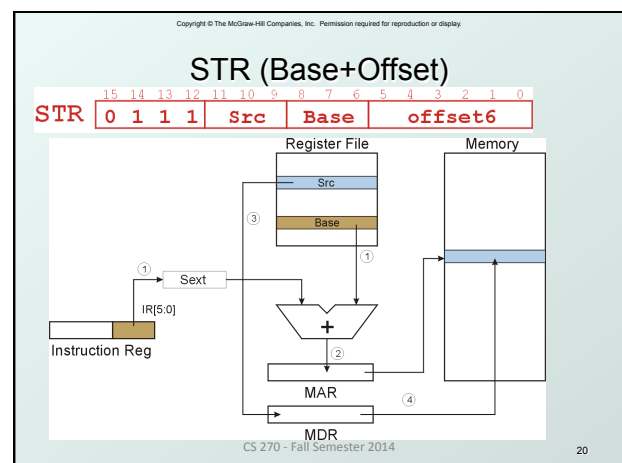 Copyright © The McGraw-Hill Companies, Inc. Permission required for reproduction or display.
STR (Base+Offset)
15 14 13 12 11 10 9 8 7 6 5 4 3 2 1 0
STR 0 1 1 1 Src Base offset6
Register File Memory
Src
3
Base
1
1
Sext
IR[5:0]
+
Instruction Reg
2
MAR
4
MDR
CS 270 - Fall Semester 2014
20